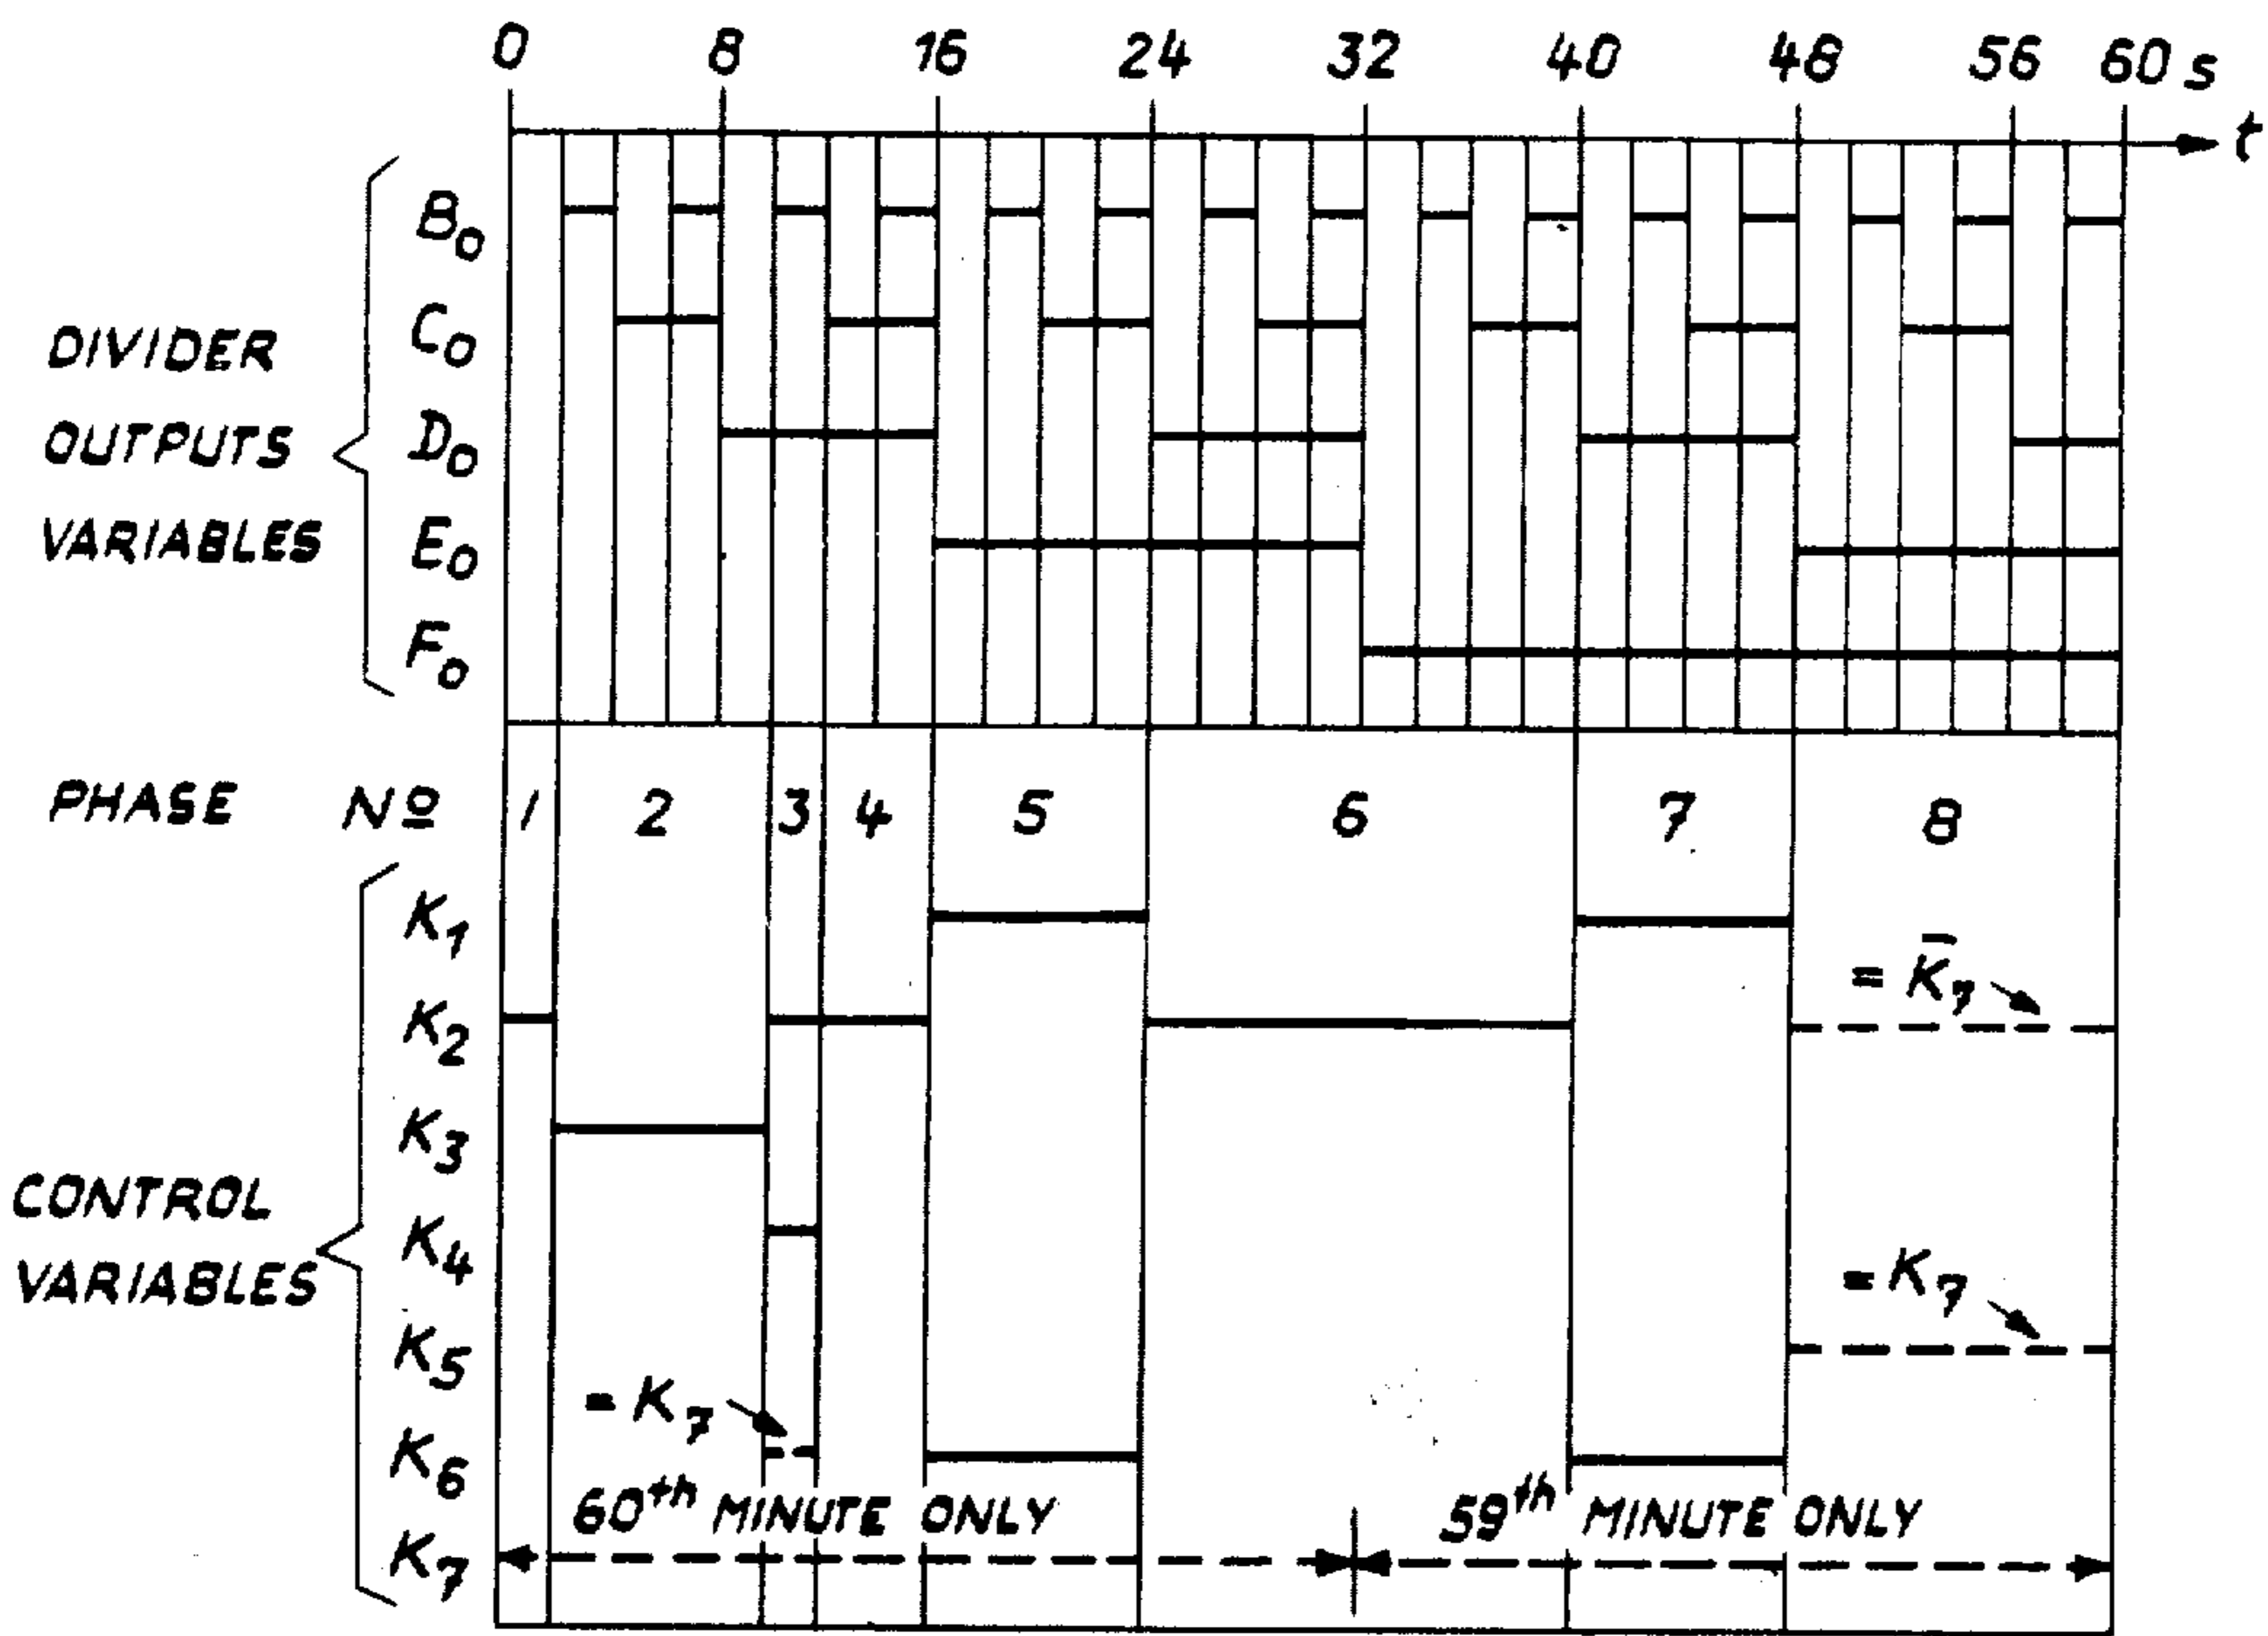 0 8 16 24 32 40 48 56 60 s
t
B0
C0
DIVIDER
OUTPUTS
VARIABLES
D0
E0
F0
PHASE Nº 1 2 3 4 5 6 7 8
K1
= K̄7
K2
K3
CONTROL
VARIABLES
K4
= K7
K5
= K7
K6
60th MINUTE ONLY 59th MINUTE ONLY
K7